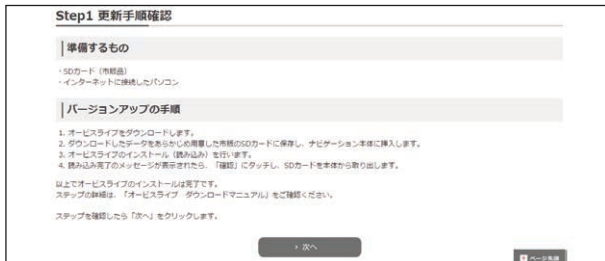 Step1 更新手順確認
準備するもの
・SDカード（市販品）
・インターネットに接続したパソコン
バージョンアップの手順
1. オービスライブをダウンロードします。
2. ダウンロードしたデータをあらかじめ用意した市販のSDカードに保存し、ナビゲーション本体に挿入します。
3. オービスライブのインストール（読み込み）を行います。
4. 読み込み完了のメッセージが表示されたら、「確認」にタッチし、SDカードを本体から取り出します。
以上でオービスライブのインストールは完了です。
ステップの詳細は、「オービスライブ　ダウンロードマニュアル」をご確認ください。
ステップを確認したら「次へ」をクリックします。
› 次へ
ページ先頭